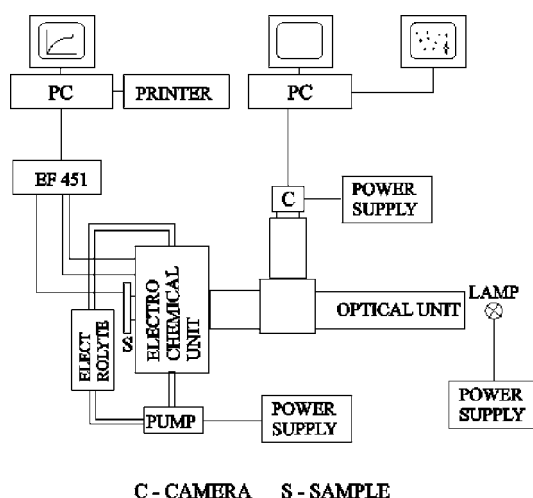 PC
PRINTER
PC
EF 451
C
POWER
SUPPLY
ELECT
ROLYTE
S
ELECTRO
CHEMICAL
UNIT
OPTICAL UNIT
LAMP
PUMP
POWER
SUPPLY
POWER
SUPPLY
C - CAMERA S - SAMPLE